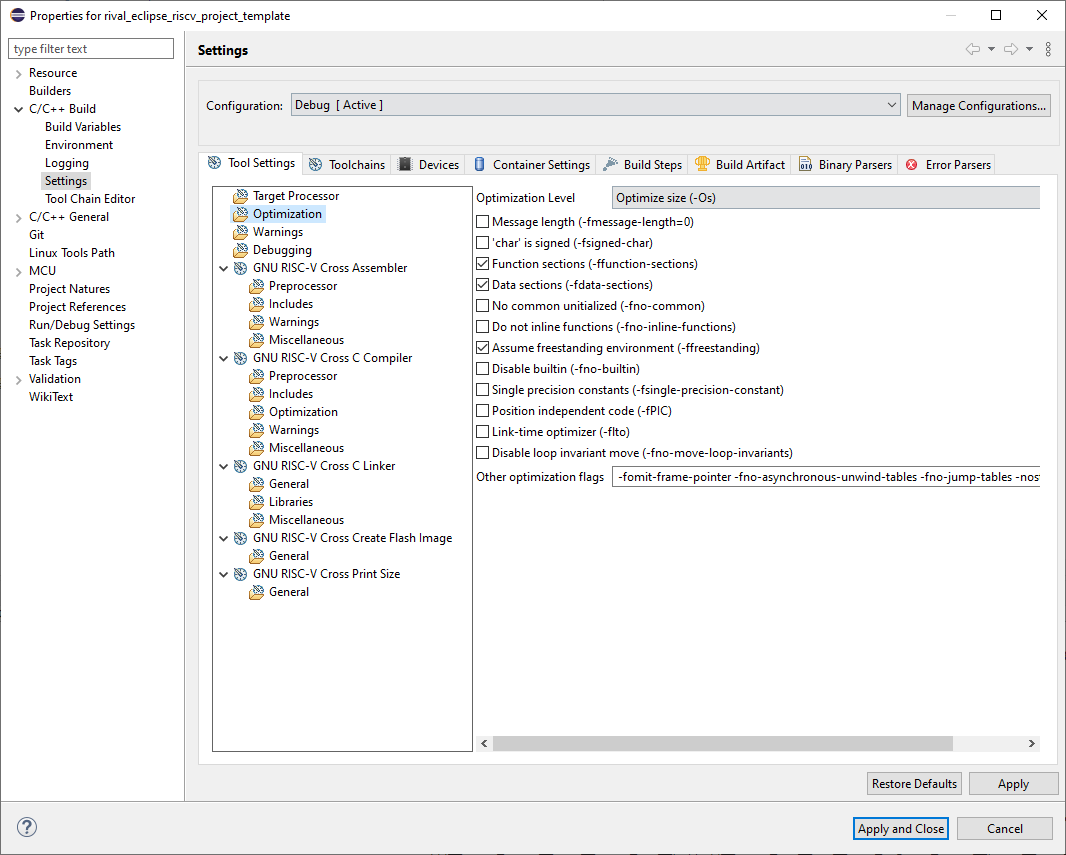 Properties for rival_eclipse_riscv_project_template
type filter text
Resource
Builders
C/C++ Build
Build Variables
Environment
Logging
Settings
Tool Chain Editor
C/C++ General
Git
Linux Tools Path
MCU
Project Natures
Project References
Run/Debug Settings
Task Repository
Task Tags
Validation
WikiText
Settings
Configuration:
Debug [ Active ]
Manage Configurations...
Tool Settings
Toolchains
Devices
Container Settings
Build Steps
Build Artifact
Binary Parsers
Error Parsers
Target Processor
Optimization
Warnings
Debugging
GNU RISC-V Cross Assembler
Preprocessor
Includes
Warnings
Miscellaneous
GNU RISC-V Cross C Compiler
Preprocessor
Includes
Optimization
Warnings
Miscellaneous
GNU RISC-V Cross C Linker
General
Libraries
Miscellaneous
GNU RISC-V Cross Create Flash Image
General
GNU RISC-V Cross Print Size
General
Optimization Level
Optimize size (-Os)
Message length (-fmessage-length=0)
'char' is signed (-fsigned-char)
Function sections (-ffunction-sections)
Data sections (-fdata-sections)
No common unitialized (-fno-common)
Do not inline functions (-fno-inline-functions)
Assume freestanding environment (-ffreestanding)
Disable builtin (-fno-builtin)
Single precision constants (-fsingle-precision-constant)
Position independent code (-fPIC)
Link-time optimizer (-flto)
Disable loop invariant move (-fno-move-loop-invariants)
Other optimization flags
-fomit-frame-pointer -fno-asynchronous-unwind-tables -fno-jump-tables -nos
Restore Defaults
Apply
?
Apply and Close
Cancel